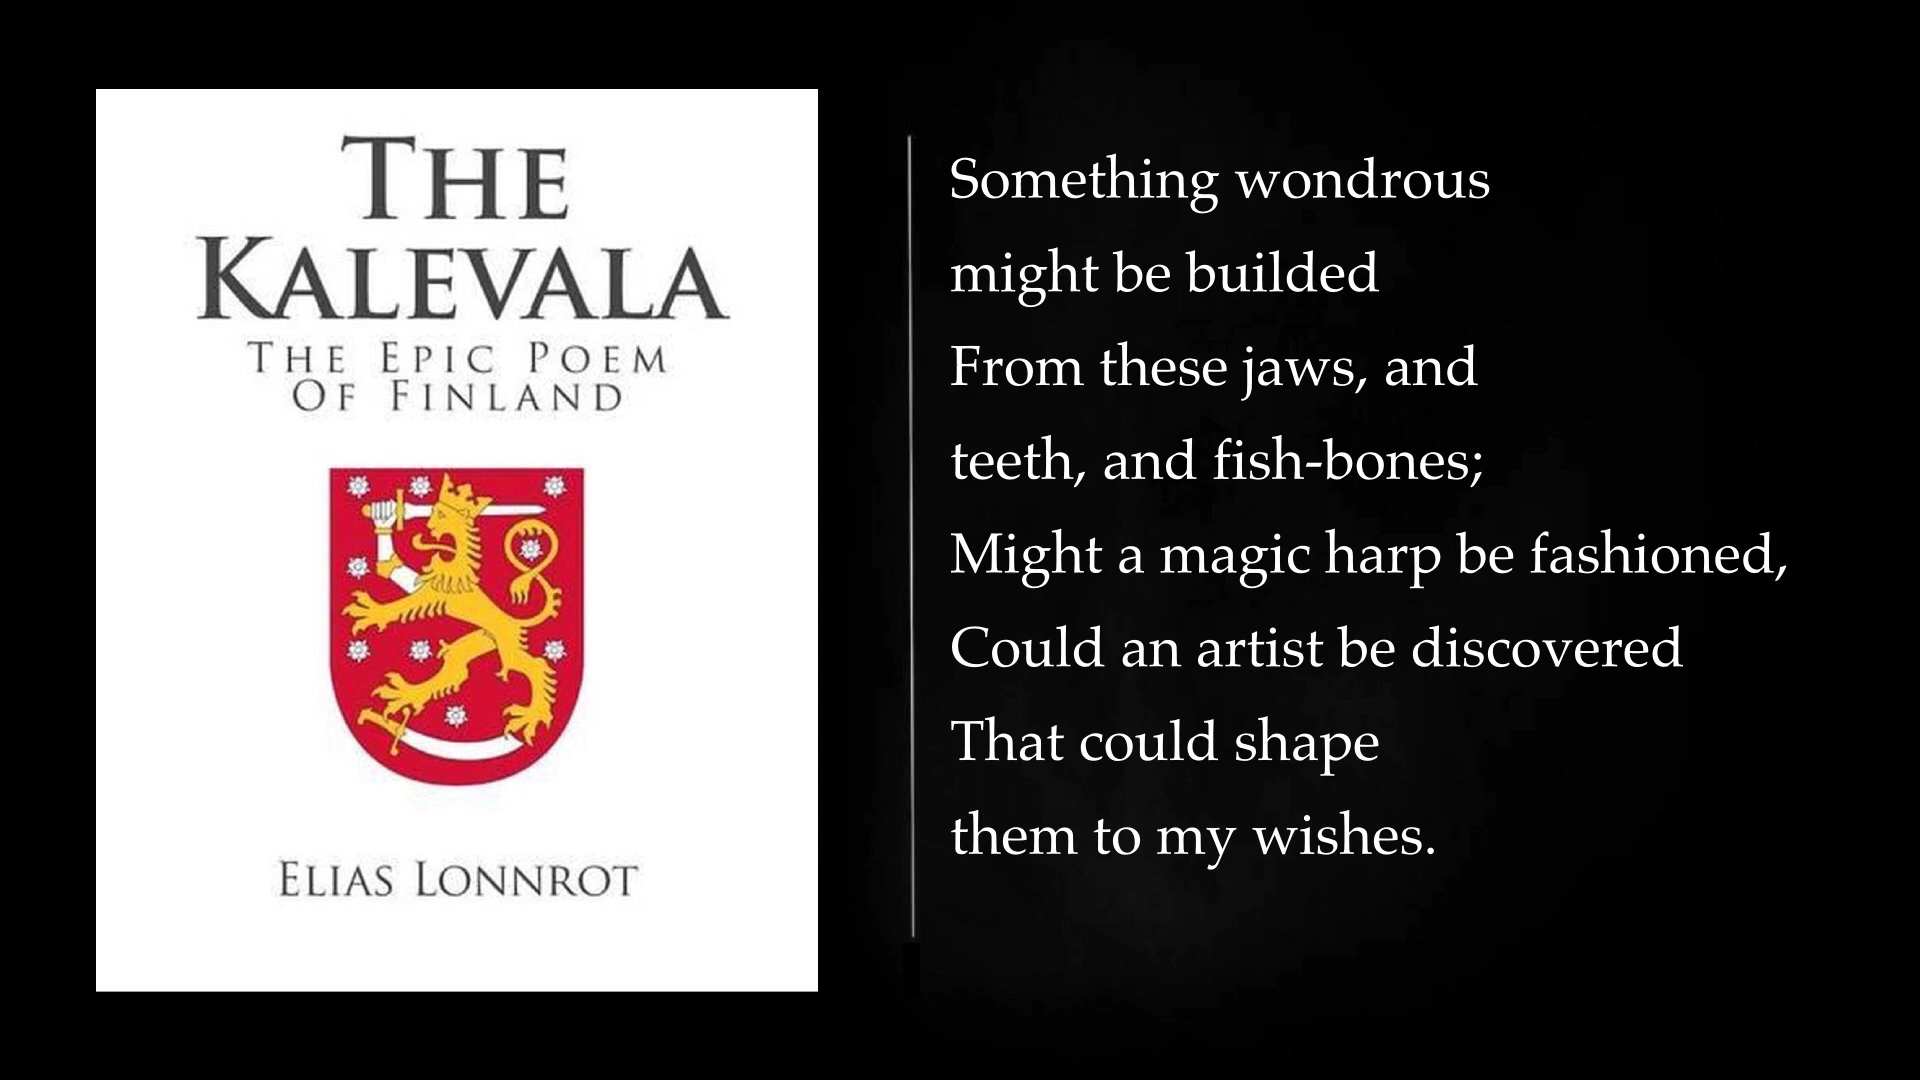 THE
KALEVALA
THE EPIC POEM
OF FINLAND
ELIAS LONNROT
Something wondrous
might be builded
From these jaws, and
teeth, and fish-bones;
Might a magic harp be fashioned,
Could an artist be discovered
That could shape
them to my wishes.